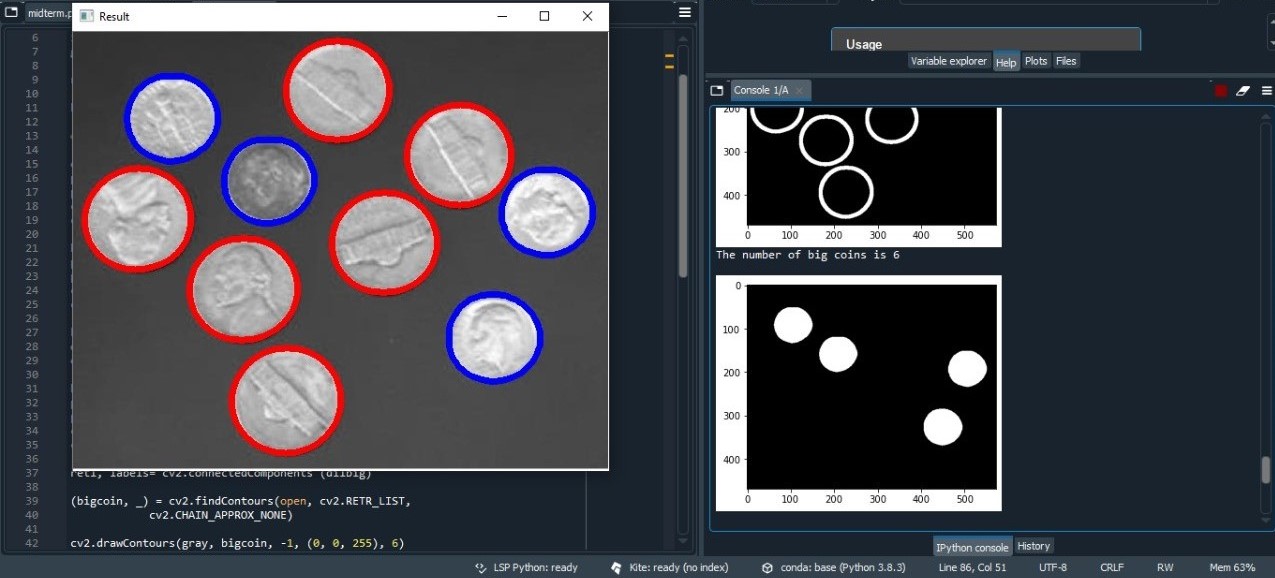 midterm.p
Result
6
7
8
9
10
11
12
13
14
15
16
17
18
19
20
21
22
23
24
25
26
27
28
29
30
31
32
33
34
35
36
37 ret1, labels= cv2.connectedComponents (dilbig)
38
39 (bigcoin, _) = cv2.findContours(open, cv2.RETR_LIST,
40 cv2.CHAIN_APPROX_NONE)
41
42 cv2.drawContours(gray, bigcoin, -1, (0, 0, 255), 6)
Usage
Variable explorer Help Plots Files
Console 1/A
200
300
400
0 100 200 300 400 500
The number of big coins is 6
0
100
200
300
400
0 100 200 300 400 500
IPython console History
LSP Python: ready Kite: ready (no index) conda: base (Python 3.8.3) Line 86, Col 51 UTF-8 CRLF RW Mem 63%